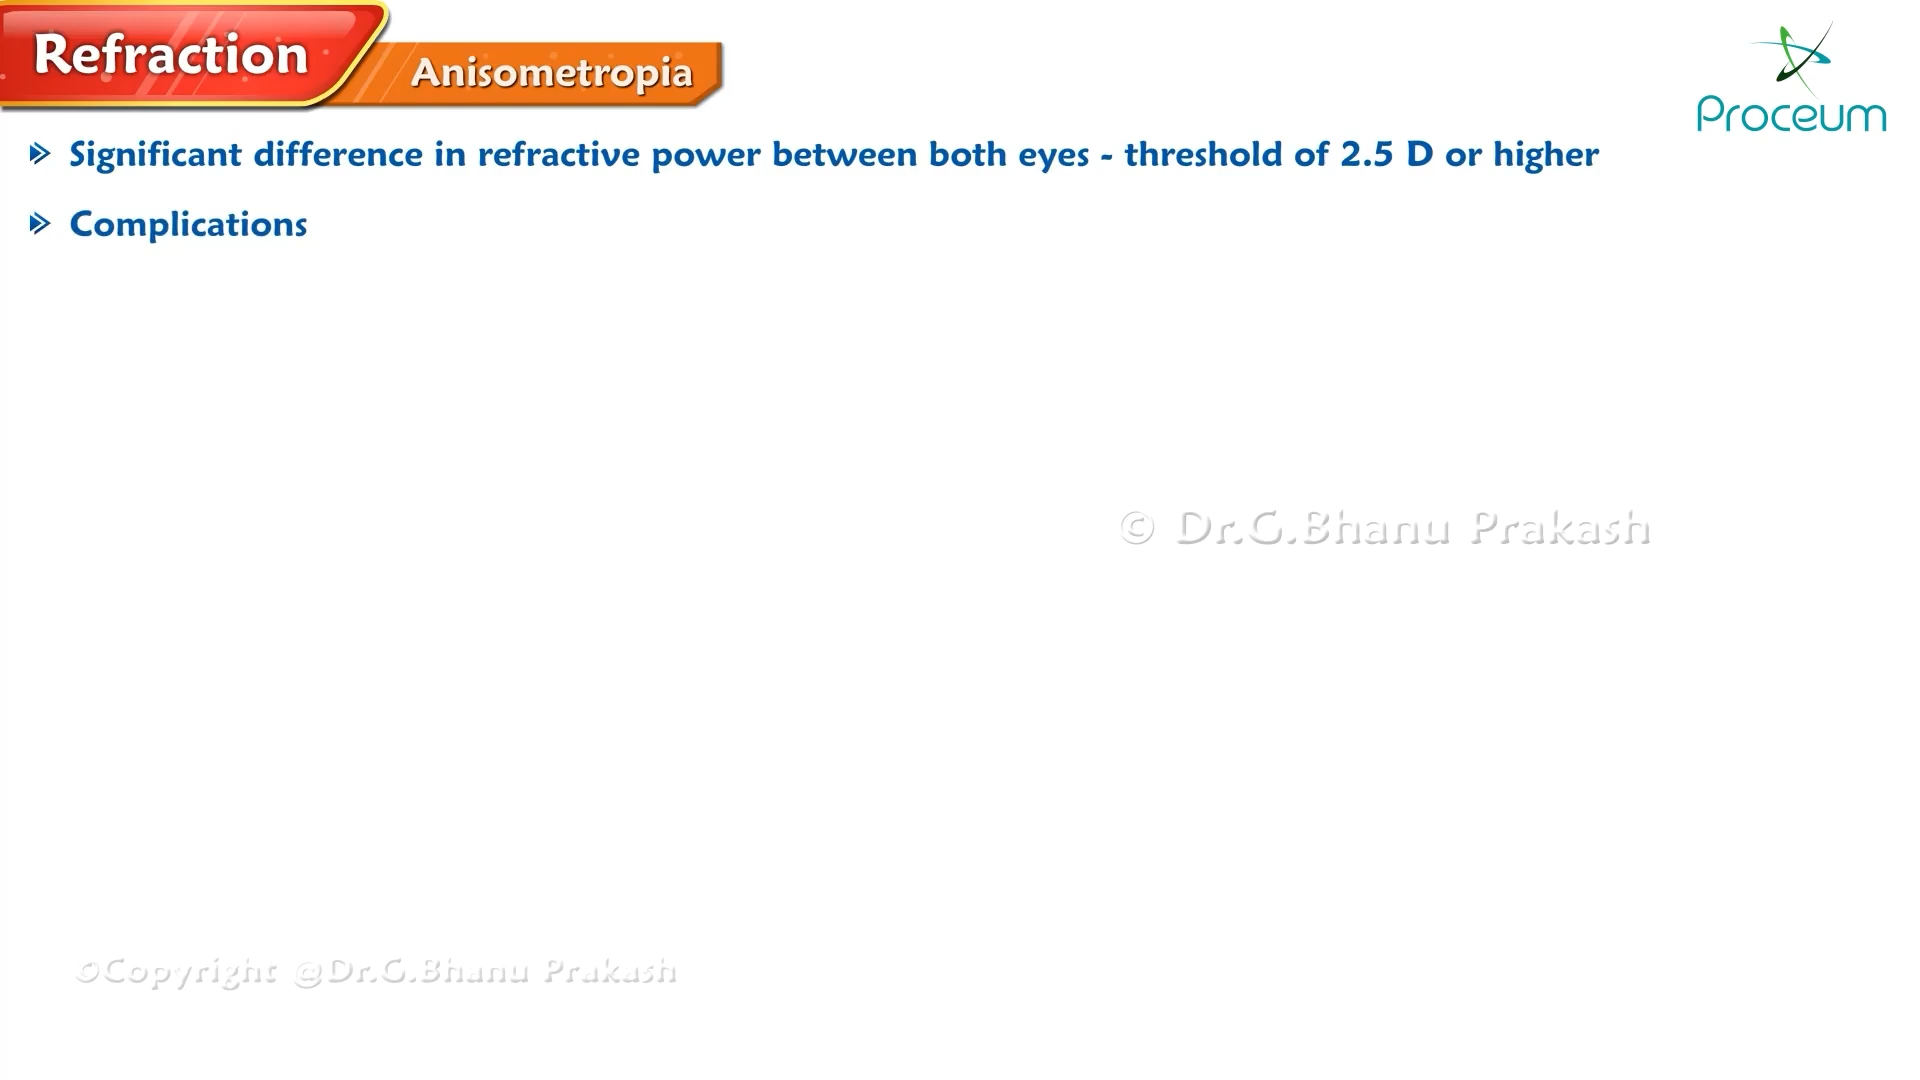 Refraction
Anisometropia
Proceum
Significant difference in refractive power between both eyes - threshold of 2.5 D or higher
Complications
© Dr.G.Bhanu Prakash
©Copyright @Dr.G.Bhanu Prakash